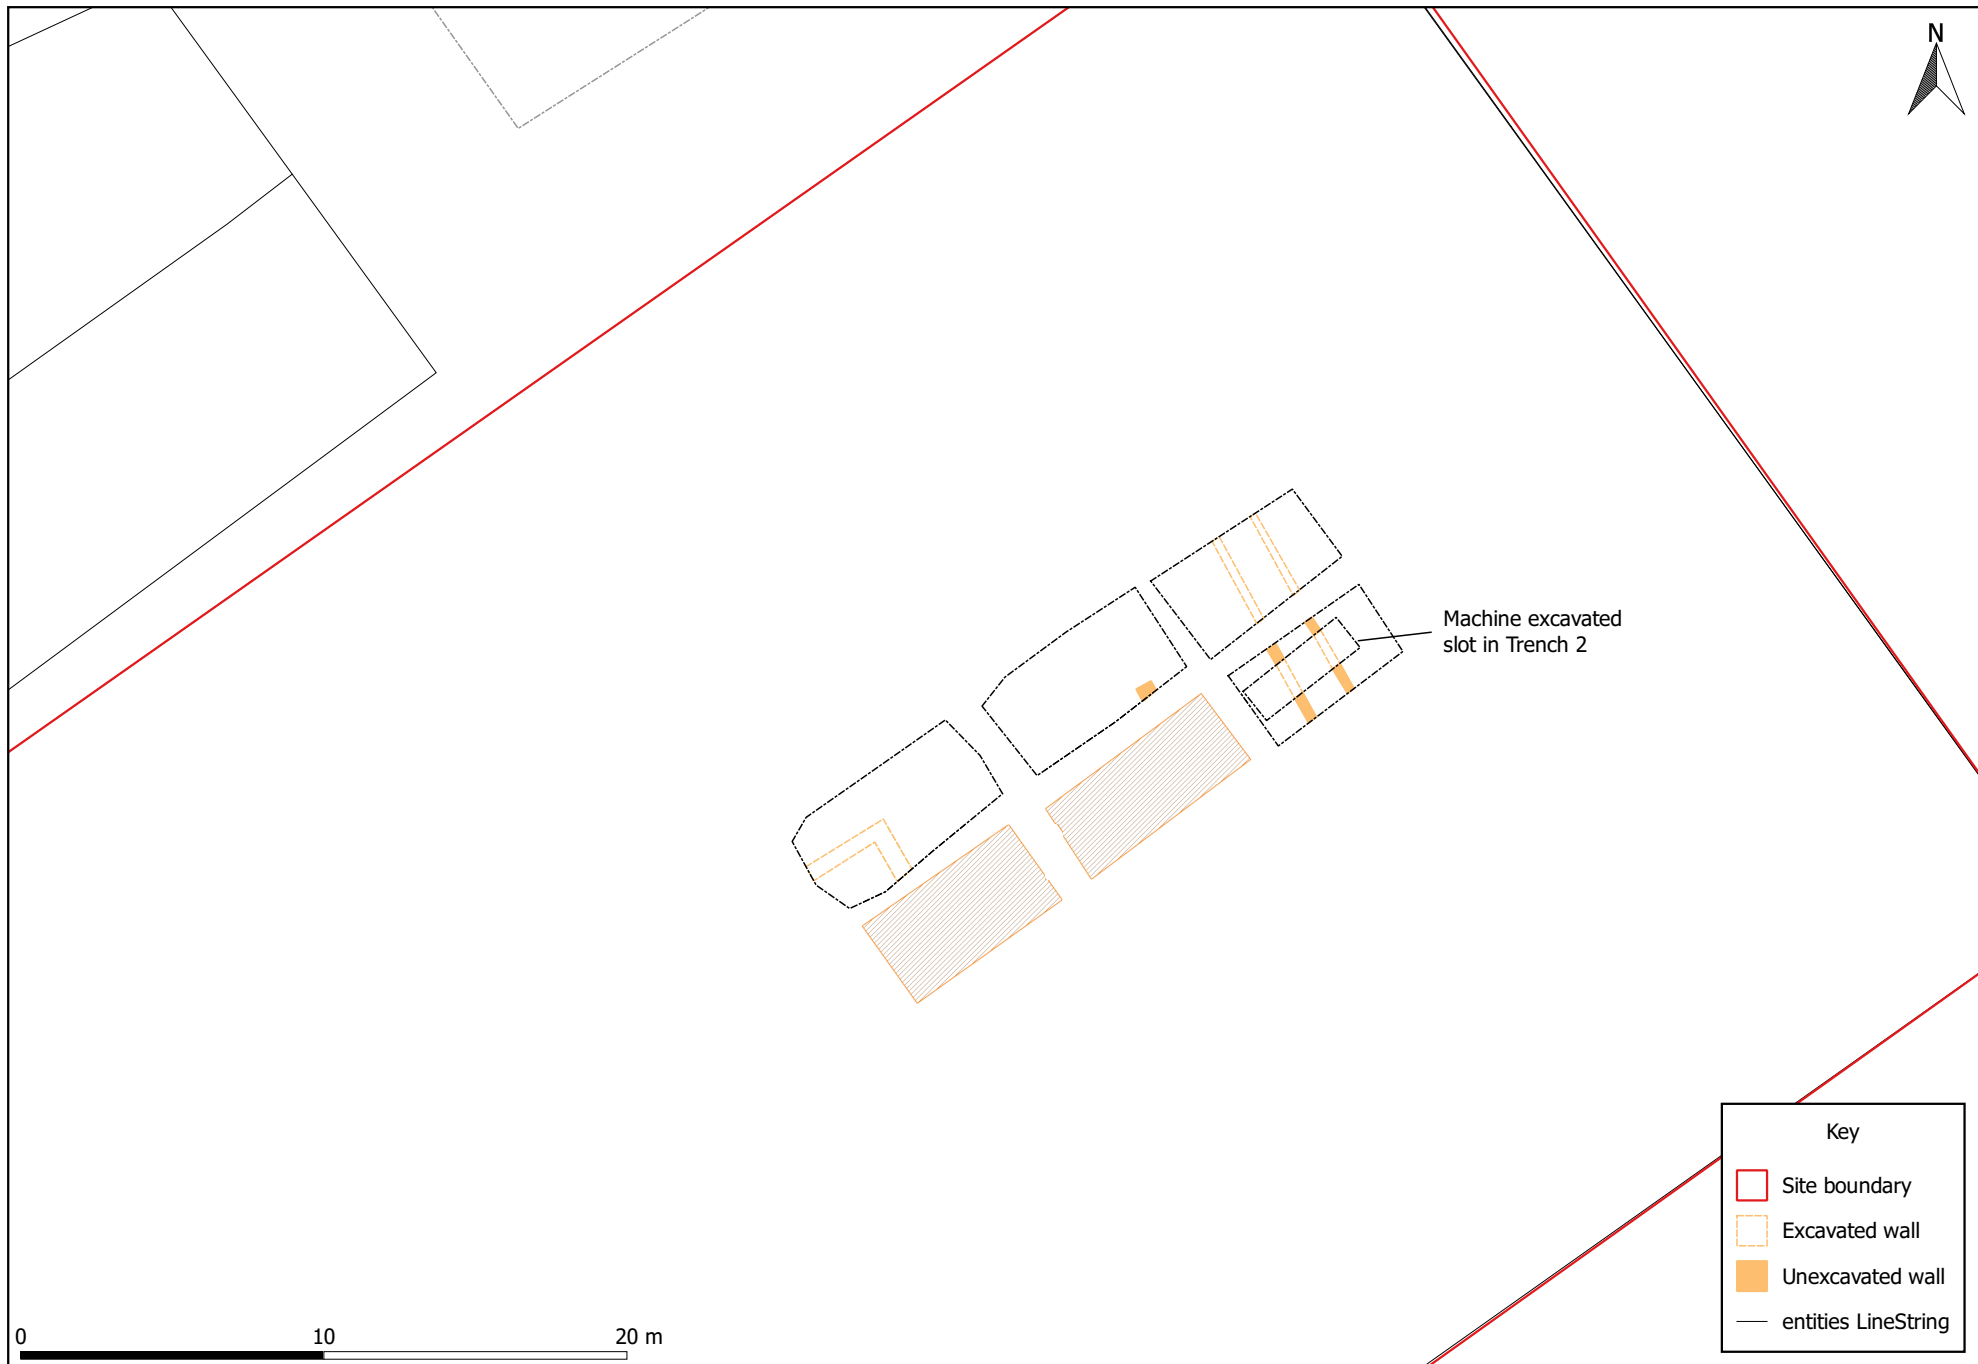 N
Machine excavated
slot in Trench 2
Key
Site boundary
Excavated wall
Unexcavated wall
entities LineString
0 10 20 m